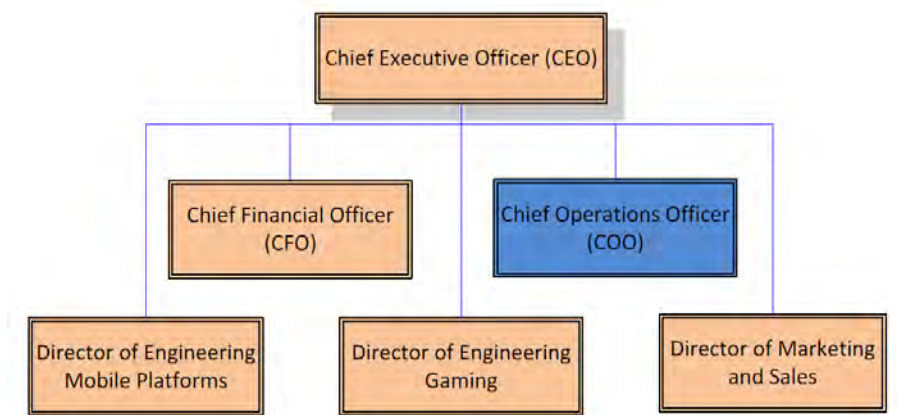 Chief Executive Officer (CEO)
Chief Financial Officer
(CFO)
Chief Operations Officer
(COO)
Director of Engineering
Mobile Platforms
Director of Engineering
Gaming
Director of Marketing
and Sales